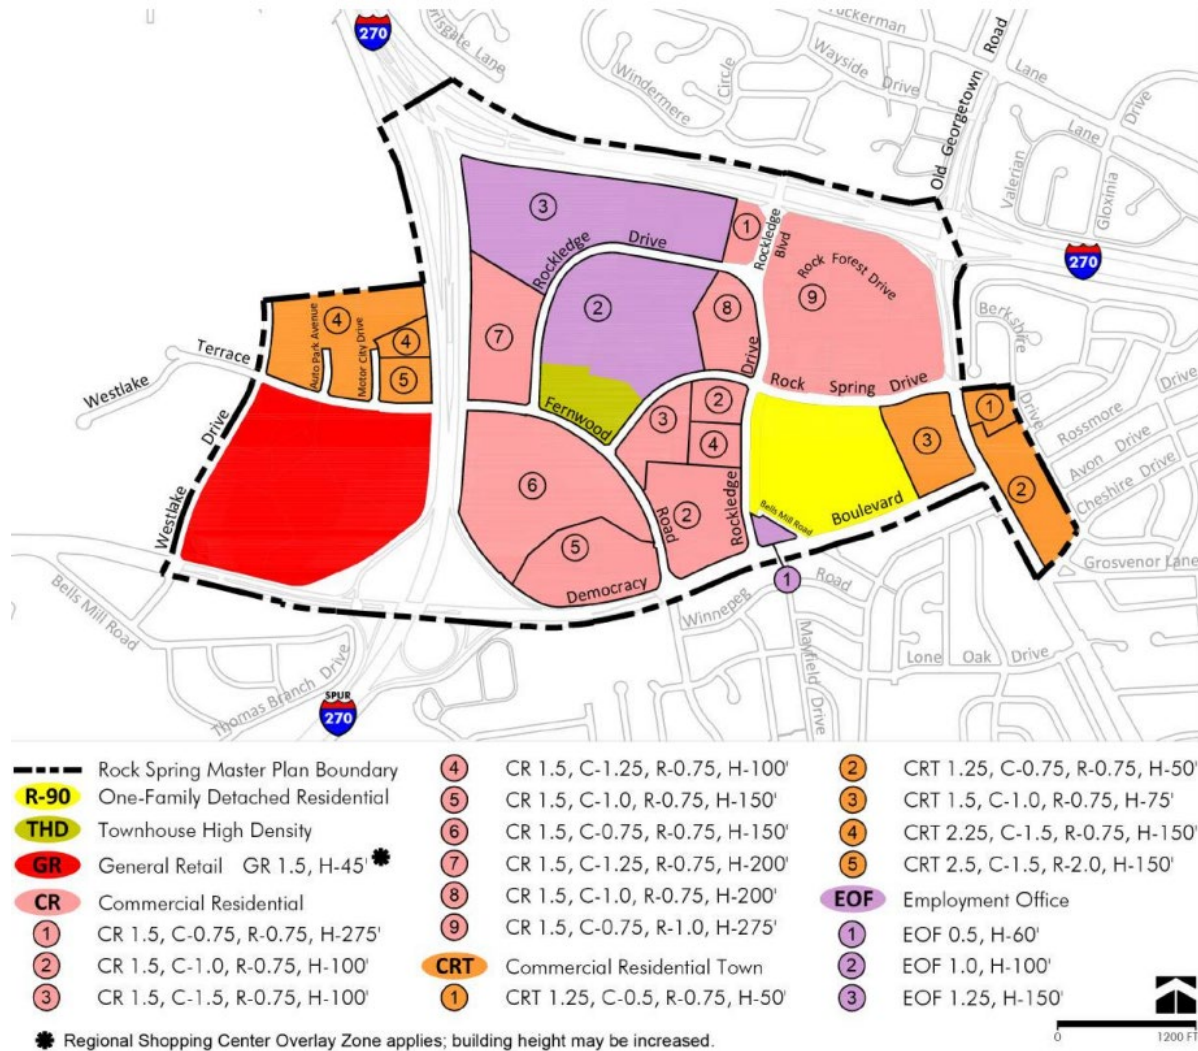 270
risgate Lane
Windermere
Circle
Tuckerman
Lane
Wayside Drive
Old Georgetown Road
Lane
Drive
Valerian
Gloxinia
270
3
Rockledge Drive
1
Rockledge Blvd
Rock Forest Drive
9
2
8
7
Drive
Berkshire
Drive
4
Auto Park Avenue
Motor City Drive
4
5
Terrace
Westlake
Drive
Westlake
Fernwood
Road
3
2
4
2
Rockledge
Rock Spring Drive
3
1
2
Rossmore
Drive
Avon Drive
Cheshire Drive
Grosvenor Lane
6
5
Democracy
Boulevard
Bells Mill Road
1
Winnepeg
Road
Mayfield Drive
Lone Oak Drive
Bells Mill Road
Thomas Branch Drive
SPUR
270
Rock Spring Master Plan Boundary
R-90 One-Family Detached Residential
THD Townhouse High Density
GR General Retail GR 1.5, H-45' ✱
CR Commercial Residential
1 CR 1.5, C-0.75, R-0.75, H-275'
2 CR 1.5, C-1.0, R-0.75, H-100'
3 CR 1.5, C-1.5, R-0.75, H-100'
4 CR 1.5, C-1.25, R-0.75, H-100'
5 CR 1.5, C-1.0, R-0.75, H-150'
6 CR 1.5, C-0.75, R-0.75, H-150'
7 CR 1.5, C-1.25, R-0.75, H-200'
8 CR 1.5, C-1.0, R-0.75, H-200'
9 CR 1.5, C-0.75, R-1.0, H-275'
CRT Commercial Residential Town
1 CRT 1.25, C-0.5, R-0.75, H-50'
2 CRT 1.25, C-0.75, R-0.75, H-50'
3 CRT 1.5, C-1.0, R-0.75, H-75'
4 CRT 2.25, C-1.5, R-0.75, H-150'
5 CRT 2.5, C-1.5, R-2.0, H-150'
EOF Employment Office
1 EOF 0.5, H-60'
2 EOF 1.0, H-100'
3 EOF 1.25, H-150'
✱ Regional Shopping Center Overlay Zone applies; building height may be increased.
0 1200 FT